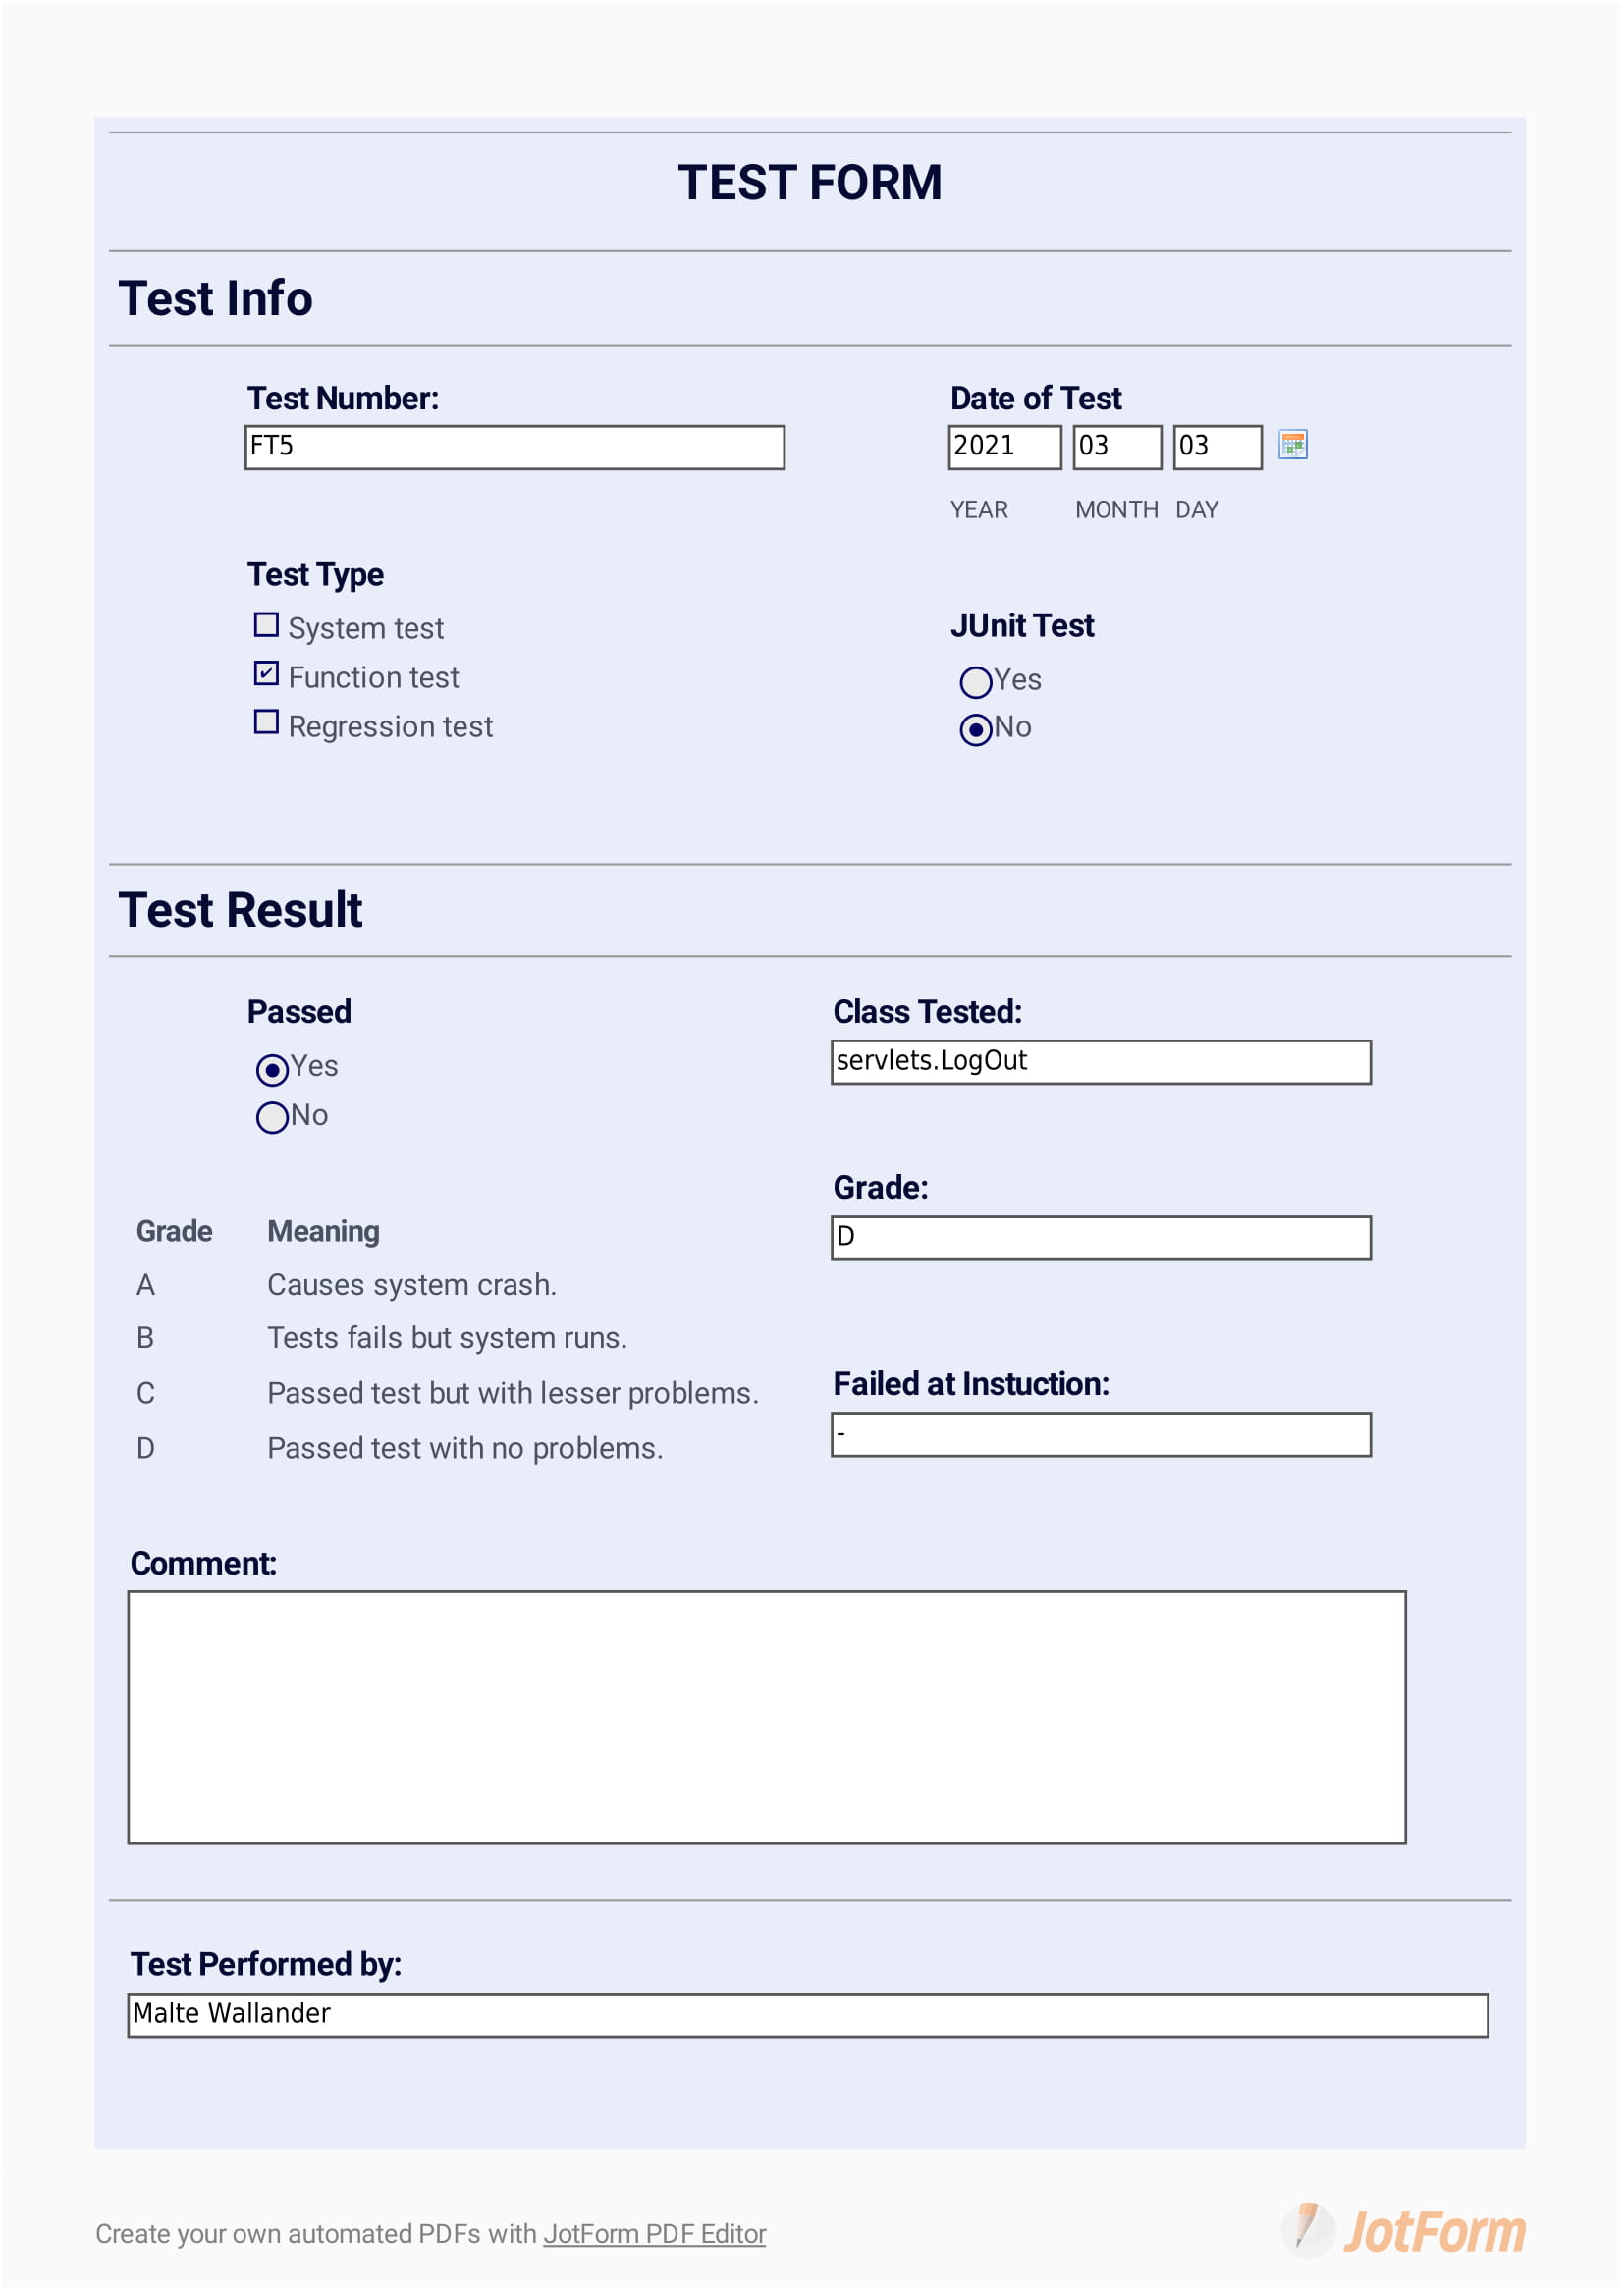 TEST FORM
Test Info
Test Number:
FT5
Date of Test
2021 03 03
YEAR MONTH DAY
Test Type
System test
Function test
Regression test
JUnit Test
Yes
No
Test Result
Passed
Yes
No
Class Tested:
servlets.LogOut
Grade:
D
Grade Meaning
A Causes system crash.
B Tests fails but system runs.
C Passed test but with lesser problems.
D Passed test with no problems.
Failed at Instuction:
-
Comment:
Test Performed by:
Malte Wallander
Create your own automated PDFs with JotForm PDF Editor
JotForm